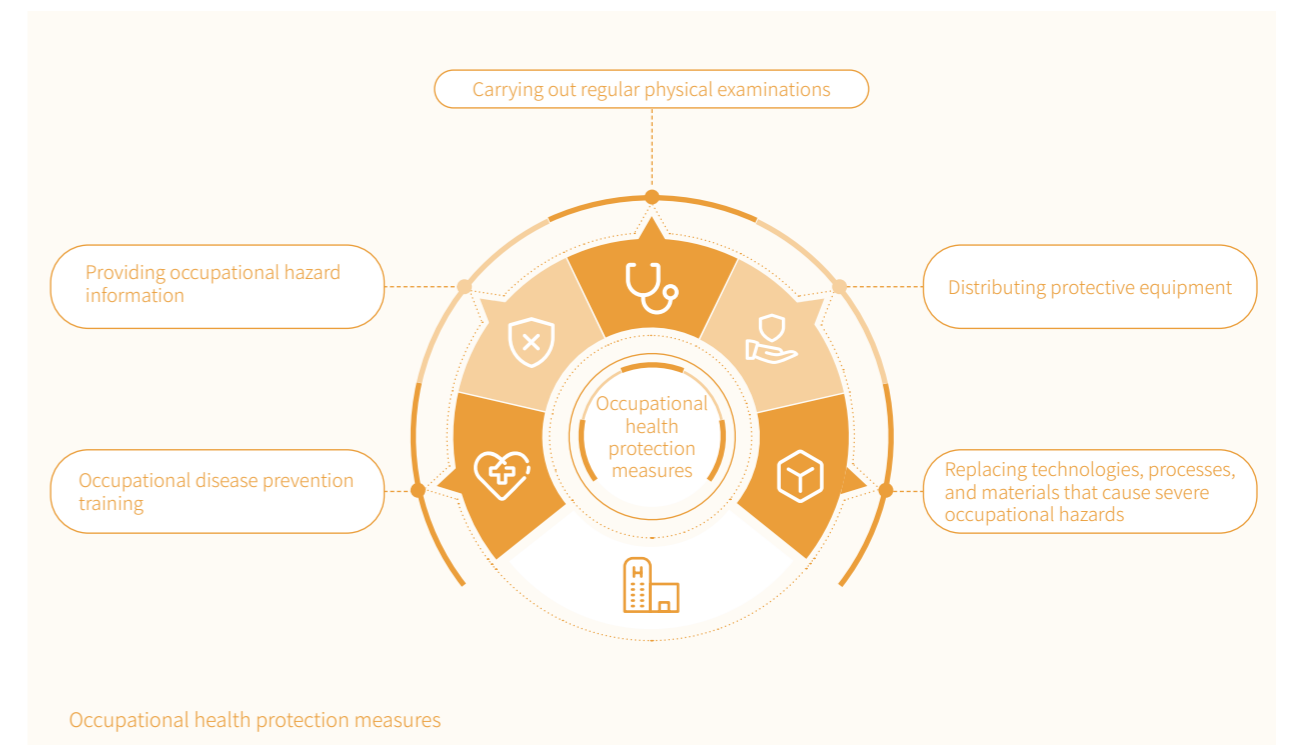 Carrying out regular physical examinations
Providing occupational hazard
information
Distributing protective equipment
Occupational
health
protection
measures
Occupational disease prevention
training
Replacing technologies, processes,
and materials that cause severe
occupational hazards
H
Occupational health protection measures